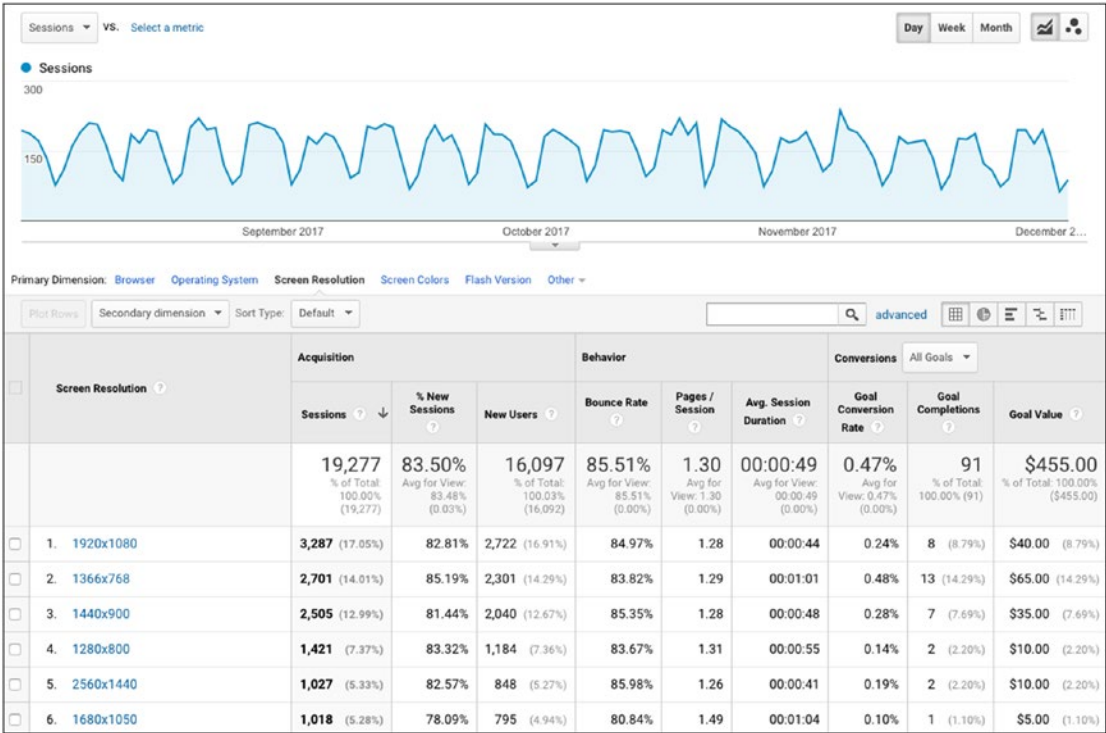 Sessions VS. Select a metric Day Week Month
Sessions
300
150
September 2017 October 2017 November 2017 December 2...
Primary Dimension: Browser Operating System Screen Resolution Screen Colors Flash Version Other
Plot Rows Secondary dimension Sort Type: Default advanced
Acquisition Behavior Conversions All Goals
Screen Resolution ?
Sessions ? % New Sessions ? New Users ? Bounce Rate ? Pages / Session ? Avg. Session Duration ? Goal Conversion Rate ? Goal Completions ? Goal Value ?
19,277 83.50% 16,097 85.51% 1.30 00:00:49 0.47% 91 $455.00
% of Total: 100.00% (19,277) Avg for View: 83.48% (0.03%) % of Total: 100.03% (16,092) Avg for View: 85.51% (0.00%) Avg for View: 1.30 (0.00%) Avg for View: 00:00:49 (0.00%) Avg for View: 0.47% (0.00%) % of Total: 100.00% (91) % of Total: 100.00% ($455.00)
1. 1920x1080 3,287 (17.05%) 82.81% 2,722 (16.91%) 84.97% 1.28 00:00:44 0.24% 8 (8.79%) $40.00 (8.79%)
2. 1366x768 2,701 (14.01%) 85.19% 2,301 (14.29%) 83.82% 1.29 00:01:01 0.48% 13 (14.29%) $65.00 (14.29%)
3. 1440x900 2,505 (12.99%) 81.44% 2,040 (12.67%) 85.35% 1.28 00:00:48 0.28% 7 (7.69%) $35.00 (7.69%)
4. 1280x800 1,421 (7.37%) 83.32% 1,184 (7.36%) 83.67% 1.31 00:00:55 0.14% 2 (2.20%) $10.00 (2.20%)
5. 2560x1440 1,027 (5.33%) 82.57% 848 (5.27%) 85.98% 1.26 00:00:41 0.19% 2 (2.20%) $10.00 (2.20%)
6. 1680x1050 1,018 (5.28%) 78.09% 795 (4.94%) 80.84% 1.49 00:01:04 0.10% 1 (1.10%) $5.00 (1.10%)